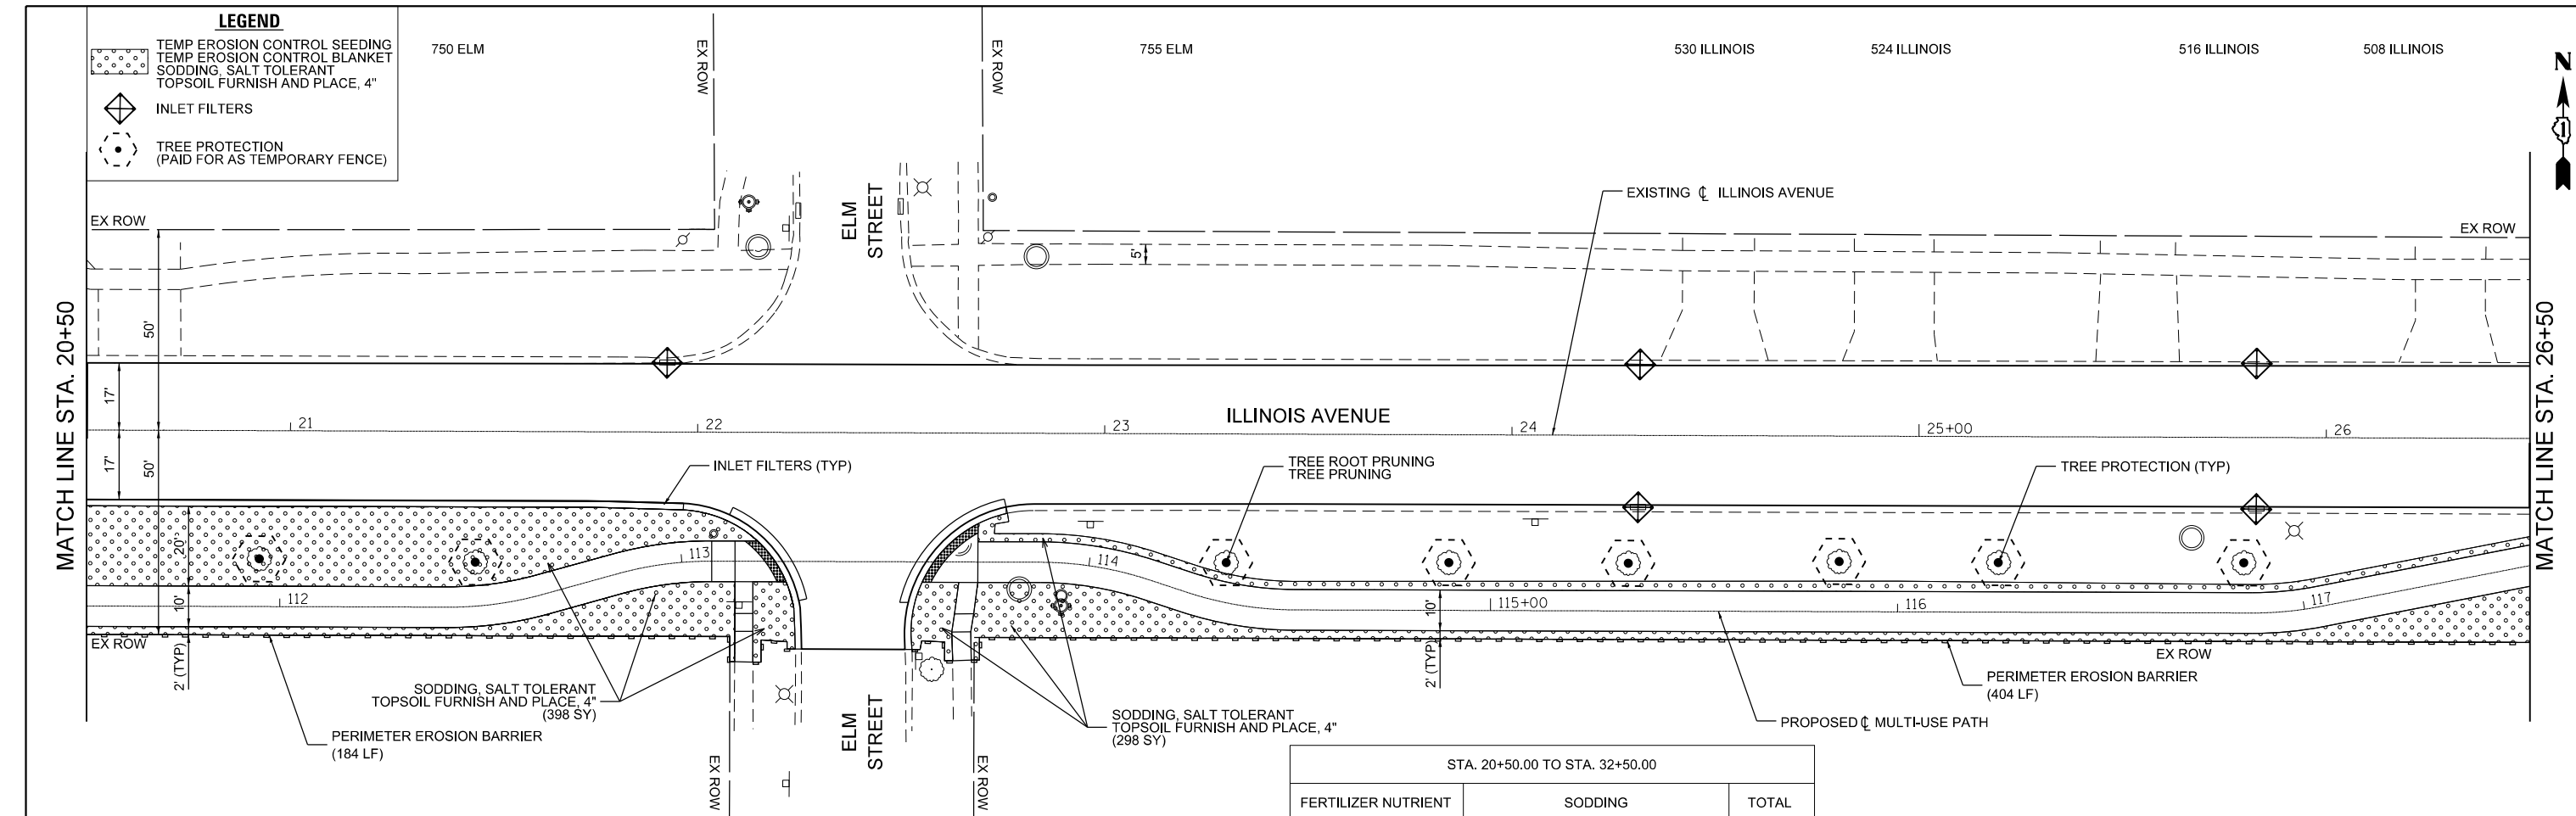 LEGEND
TEMP EROSION CONTROL SEEDING
TEMP EROSION CONTROL BLANKET
SODDING, SALT TOLERANT
TOPSOIL FURNISH AND PLACE, 4"
INLET FILTERS
TREE PROTECTION
(PAID FOR AS TEMPORARY FENCE)
750 ELM
EX ROW
EX ROW
755 ELM
530 ILLINOIS
524 ILLINOIS
516 ILLINOIS
508 ILLINOIS
N
1
EX ROW
ELM
STREET
EXISTING ℄ ILLINOIS AVENUE
EX ROW
5'
50'
MATCH LINE STA. 20+50
MATCH LINE STA. 26+50
17'
ILLINOIS AVENUE
21
22
23
24
25+00
26
17'
50'
INLET FILTERS (TYP)
TREE ROOT PRUNING
TREE PRUNING
TREE PROTECTION (TYP)
20'
113
114
10'
112
10'
115+00
116
117
EX ROW
2' (TYP)
2' (TYP)
EX ROW
SODDING, SALT TOLERANT
TOPSOIL FURNISH AND PLACE, 4"
(398 SY)
PERIMETER EROSION BARRIER
(184 LF)
ELM
STREET
EX ROW
EX ROW
SODDING, SALT TOLERANT
TOPSOIL FURNISH AND PLACE, 4"
(298 SY)
PERIMETER EROSION BARRIER
(404 LF)
PROPOSED ℄ MULTI-USE PATH
STA. 20+50.00 TO STA. 32+50.00
FERTILIZER NUTRIENT SODDING TOTAL